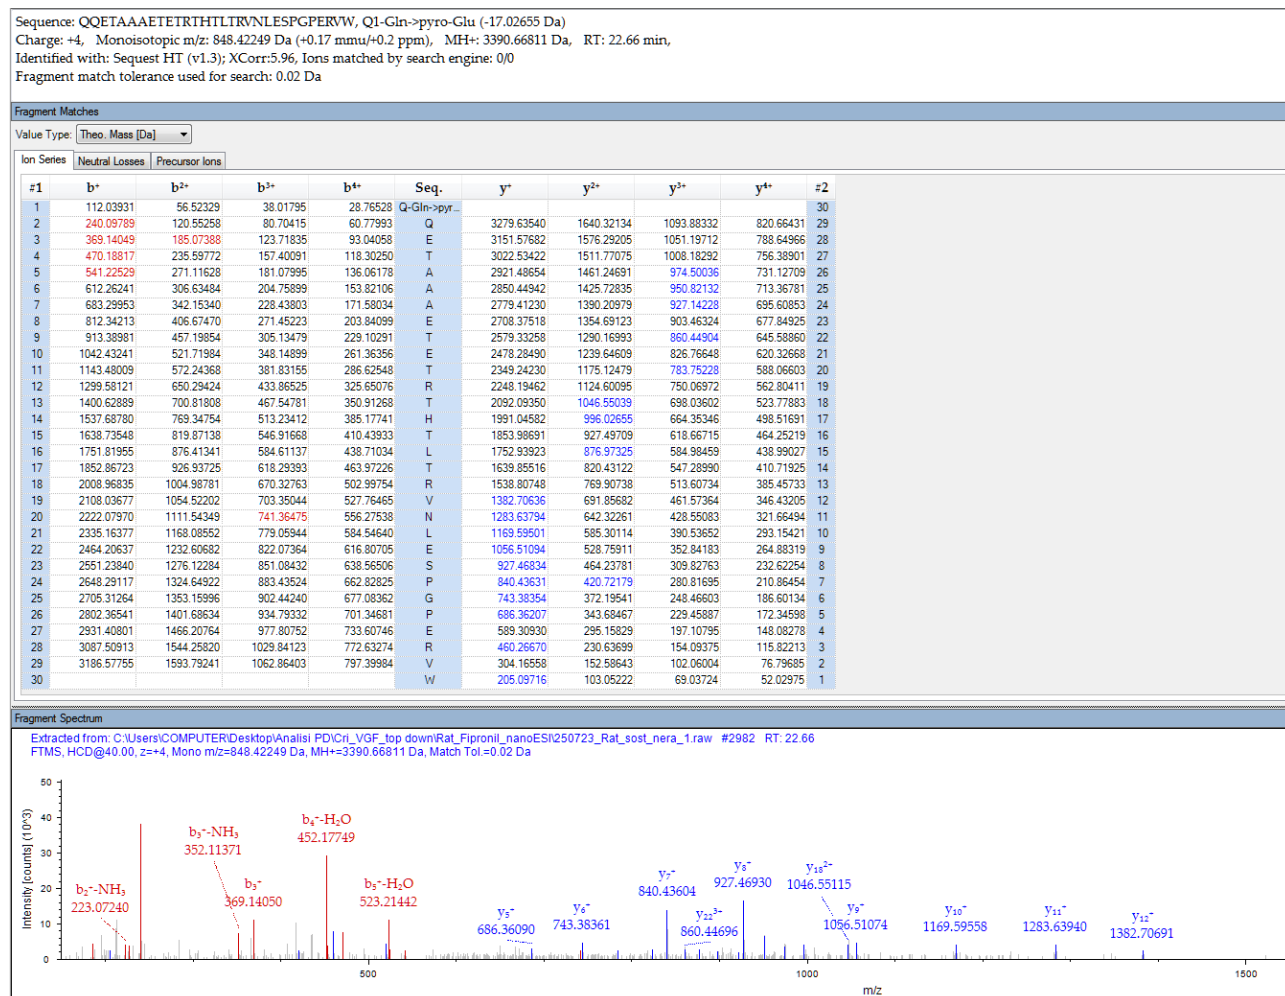 Sequence: QQETAAAETETRTHTLTRVNLESPGPERVW, Q1-Gln->pyro-Glu (-17.02655 Da)
Charge: +4, Monoisotopic m/z: 848.42249 Da (+0.17 mmu/+0.2 ppm), MH+: 3390.66811 Da, RT: 22.66 min,
Identified with: Sequest HT (v1.3); XCorr:5.96, Ions matched by search engine: 0/0
Fragment match tolerance used for search: 0.02 Da
Fragment Matches
Value Type: Theo. Mass [Da]
Ion Series Neutral Losses Precursor Ions
#1 b⁺ b²⁺ b³⁺ b⁴⁺ Seq. y⁺ y²⁺ y³⁺ y⁴⁺ #2
1 112.03931 56.52329 38.01795 28.76528 Q-Gln->pyr... 30
2 240.09789 120.55258 80.70415 60.77993 Q 3279.63540 1640.32134 1093.88332 820.66431 29
3 369.14049 185.07388 123.71835 93.04058 E 3151.57682 1576.29205 1051.19712 788.64966 28
4 470.18817 235.59772 157.40091 118.30250 T 3022.53422 1511.77075 1008.18292 756.38901 27
5 541.22529 271.11628 181.07995 136.06178 A 2921.48654 1461.24691 974.50036 731.12709 26
6 612.26241 306.63484 204.75899 153.82106 A 2850.44942 1425.72835 950.82132 713.36781 25
7 683.29953 342.15340 228.43803 171.58034 A 2779.41230 1390.20979 927.14228 695.60853 24
8 812.34213 406.67470 271.45223 203.84099 E 2708.37518 1354.69123 903.46324 677.84925 23
9 913.38981 457.19854 305.13479 229.10291 T 2579.33258 1290.16993 860.44904 645.58860 22
10 1042.43241 521.71984 348.14899 261.36356 E 2478.28490 1239.64609 826.76648 620.32668 21
11 1143.48009 572.24368 381.83155 286.62548 T 2349.24230 1175.12479 783.75228 588.06603 20
12 1299.58121 650.29424 433.86525 325.65076 R 2248.19462 1124.60095 750.06972 562.80411 19
13 1400.62889 700.81808 467.54781 350.91268 T 2092.09350 1046.55039 698.03602 523.77883 18
14 1537.68780 769.34754 513.23412 385.17741 H 1991.04582 996.02655 664.35346 498.51691 17
15 1638.73548 819.87138 546.91668 410.43933 T 1853.98691 927.49709 618.66715 464.25219 16
16 1751.81955 876.41341 584.61137 438.71034 L 1752.93923 876.97325 584.98459 438.99027 15
17 1852.86723 926.93725 618.29393 463.97226 T 1639.85516 820.43122 547.28990 410.71925 14
18 2008.96835 1004.98781 670.32763 502.99754 R 1538.80748 769.90738 513.60734 385.45733 13
19 2108.03677 1054.52202 703.35044 527.76465 V 1382.70636 691.85682 461.57364 346.43205 12
20 2222.07970 1111.54349 741.36475 556.27538 N 1283.63794 642.32261 428.55083 321.66494 11
21 2335.16377 1168.08552 779.05944 584.54640 L 1169.59501 585.30114 390.53652 293.15421 10
22 2464.20637 1232.60682 822.07364 616.80705 E 1056.51094 528.75911 352.84183 264.88319 9
23 2551.23840 1276.12284 851.08432 638.56506 S 927.46834 464.23781 309.82763 232.62254 8
24 2648.29117 1324.64922 883.43524 662.82825 P 840.43631 420.72179 280.81695 210.86454 7
25 2705.31264 1353.15996 902.44240 677.08362 G 743.38354 372.19541 248.46603 186.60134 6
26 2802.36541 1401.68634 934.79332 701.34681 P 686.36207 343.68467 229.45887 172.34598 5
27 2931.40801 1466.20764 977.80752 733.60746 E 589.30930 295.15829 197.10795 148.08278 4
28 3087.50913 1544.25820 1029.84123 772.63274 R 460.26670 230.63699 154.09375 115.82213 3
29 3186.57755 1593.79241 1062.86403 797.39984 V 304.16558 152.58643 102.06004 76.79685 2
30 W 205.09716 103.05222 69.03724 52.02975 1
Fragment Spectrum
Extracted from: C:\Users\COMPUTER\Desktop\Analisi PD\Cri_VGF_top down\Rat_Fipronil_nanoESI\250723_Rat_sost_nera_1.raw #2982 RT: 22.66
FTMS, HCD@40.00, z=+4, Mono m/z=848.42249 Da, MH+=3390.66811 Da, Match Tol.=0.02 Da
Intensity [counts] (10^3)
50
40
30
20
10
0
b₂⁺-NH₃
223.07240
b₃⁺-NH₃
352.11371
b₃⁺
369.14050
b₄⁺-H₂O
452.17749
b₅⁺-H₂O
523.21442
y₅⁺
686.36090
y₆⁺
743.38361
y₇⁺
840.43604
y₂₂³⁺
860.44696
y₈⁺
927.46930
y₁₈²⁺
1046.55115
y₉⁺
1056.51074
y₁₀⁺
1169.59558
y₁₁⁺
1283.63940
y₁₂⁺
1382.70691
500 1000 1500
m/z